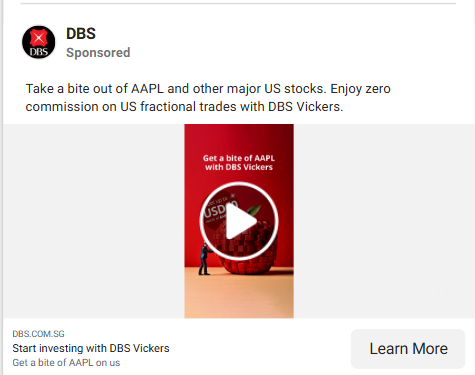 DBS
DBS
Sponsored
Take a bite out of AAPL and other major US stocks. Enjoy zero
commission on US fractional trades with DBS Vickers.
Get a bite of AAPL
with DBS Vickers
DBS.COM.SG
Start investing with DBS Vickers
Get a bite of AAPL on us
Learn More